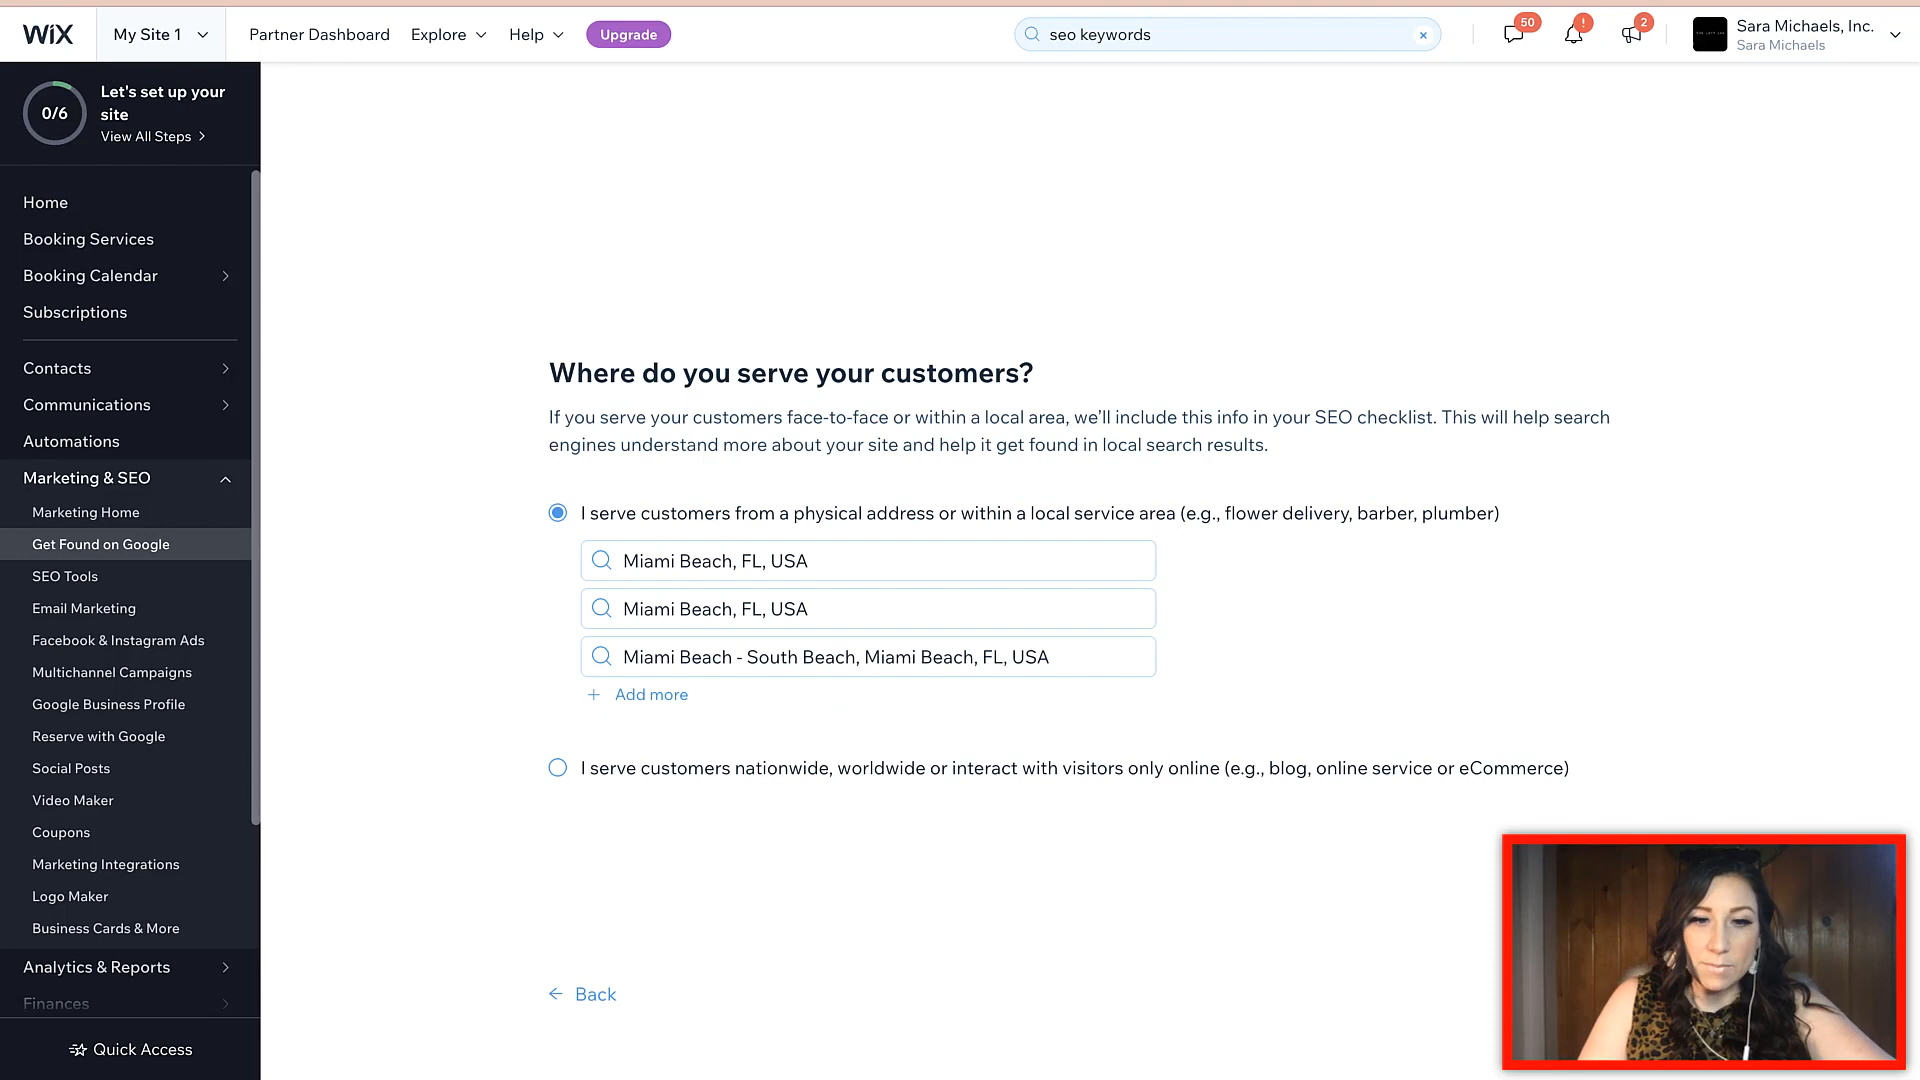 WiX
My Site 1
Partner Dashboard
Explore
Help
Upgrade
seo keywords
50
!
2
Sara Michaels, Inc.
Sara Michaels
0/6
Let's set up your
site
View All Steps
Home
Booking Services
Booking Calendar
Subscriptions
Contacts
Communications
Automations
Marketing & SEO
Marketing Home
Get Found on Google
SEO Tools
Email Marketing
Facebook & Instagram Ads
Multichannel Campaigns
Google Business Profile
Reserve with Google
Social Posts
Video Maker
Coupons
Marketing Integrations
Logo Maker
Business Cards & More
Analytics & Reports
Finances
Quick Access
Where do you serve your customers?
If you serve your customers face-to-face or within a local area, we'll include this info in your SEO checklist. This will help search
engines understand more about your site and help it get found in local search results.
I serve customers from a physical address or within a local service area (e.g., flower delivery, barber, plumber)
Miami Beach, FL, USA
Miami Beach, FL, USA
Miami Beach - South Beach, Miami Beach, FL, USA
+ Add more
I serve customers nationwide, worldwide or interact with visitors only online (e.g., blog, online service or eCommerce)
← Back